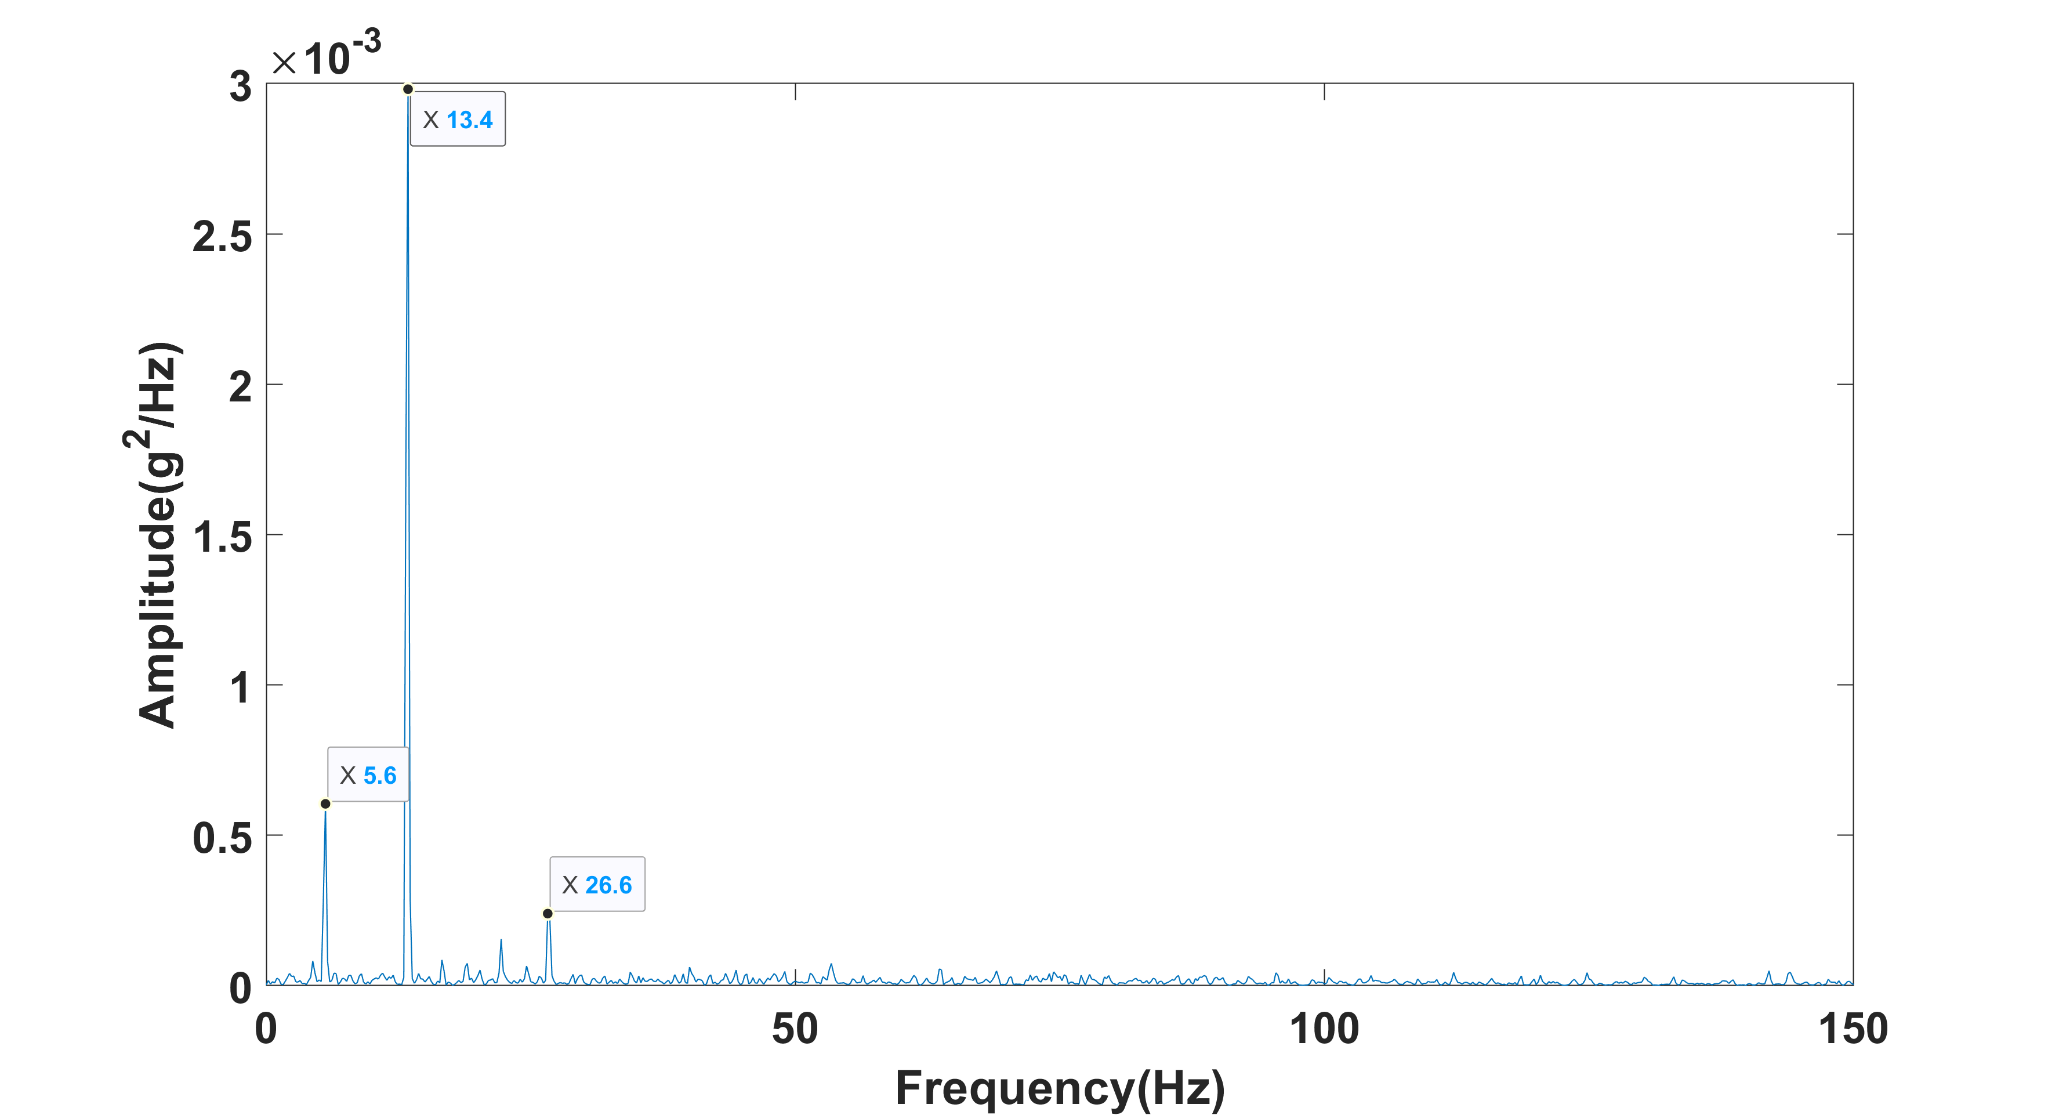 ×10-3
3
2.5
2
1.5
1
0.5
0
X 13.4
X 5.6
X 26.6
0 50 100 150
Frequency(Hz)
Amplitude(g2/Hz)